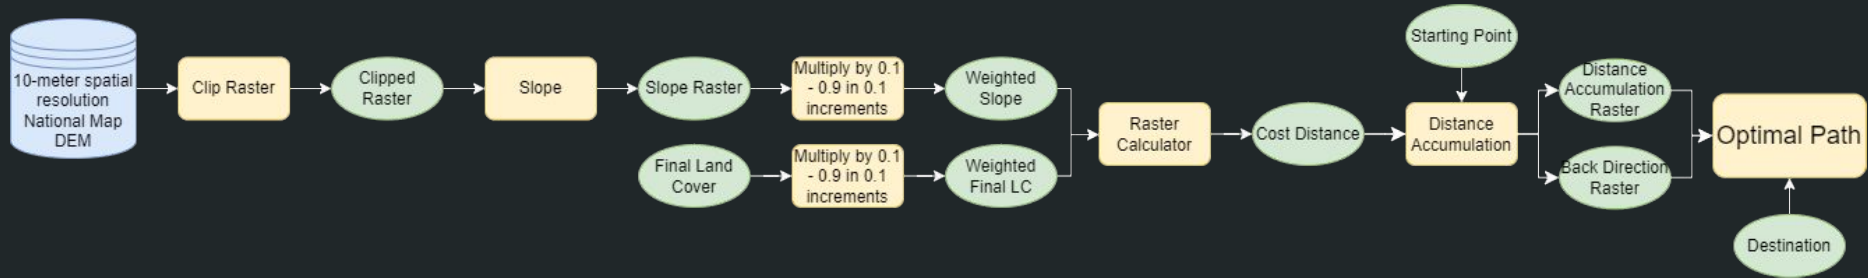 10-meter spatial
resolution
National Map
DEM
Clip Raster
Clipped
Raster
Slope
Slope Raster
Multiply by 0.1
- 0.9 in 0.1
increments
Weighted
Slope
Final Land
Cover
Multiply by 0.1
- 0.9 in 0.1
increments
Weighted
Final LC
Raster
Calculator
Cost Distance
Starting Point
Distance
Accumulation
Distance
Accumulation
Raster
Back Direction
Raster
Optimal Path
Destination